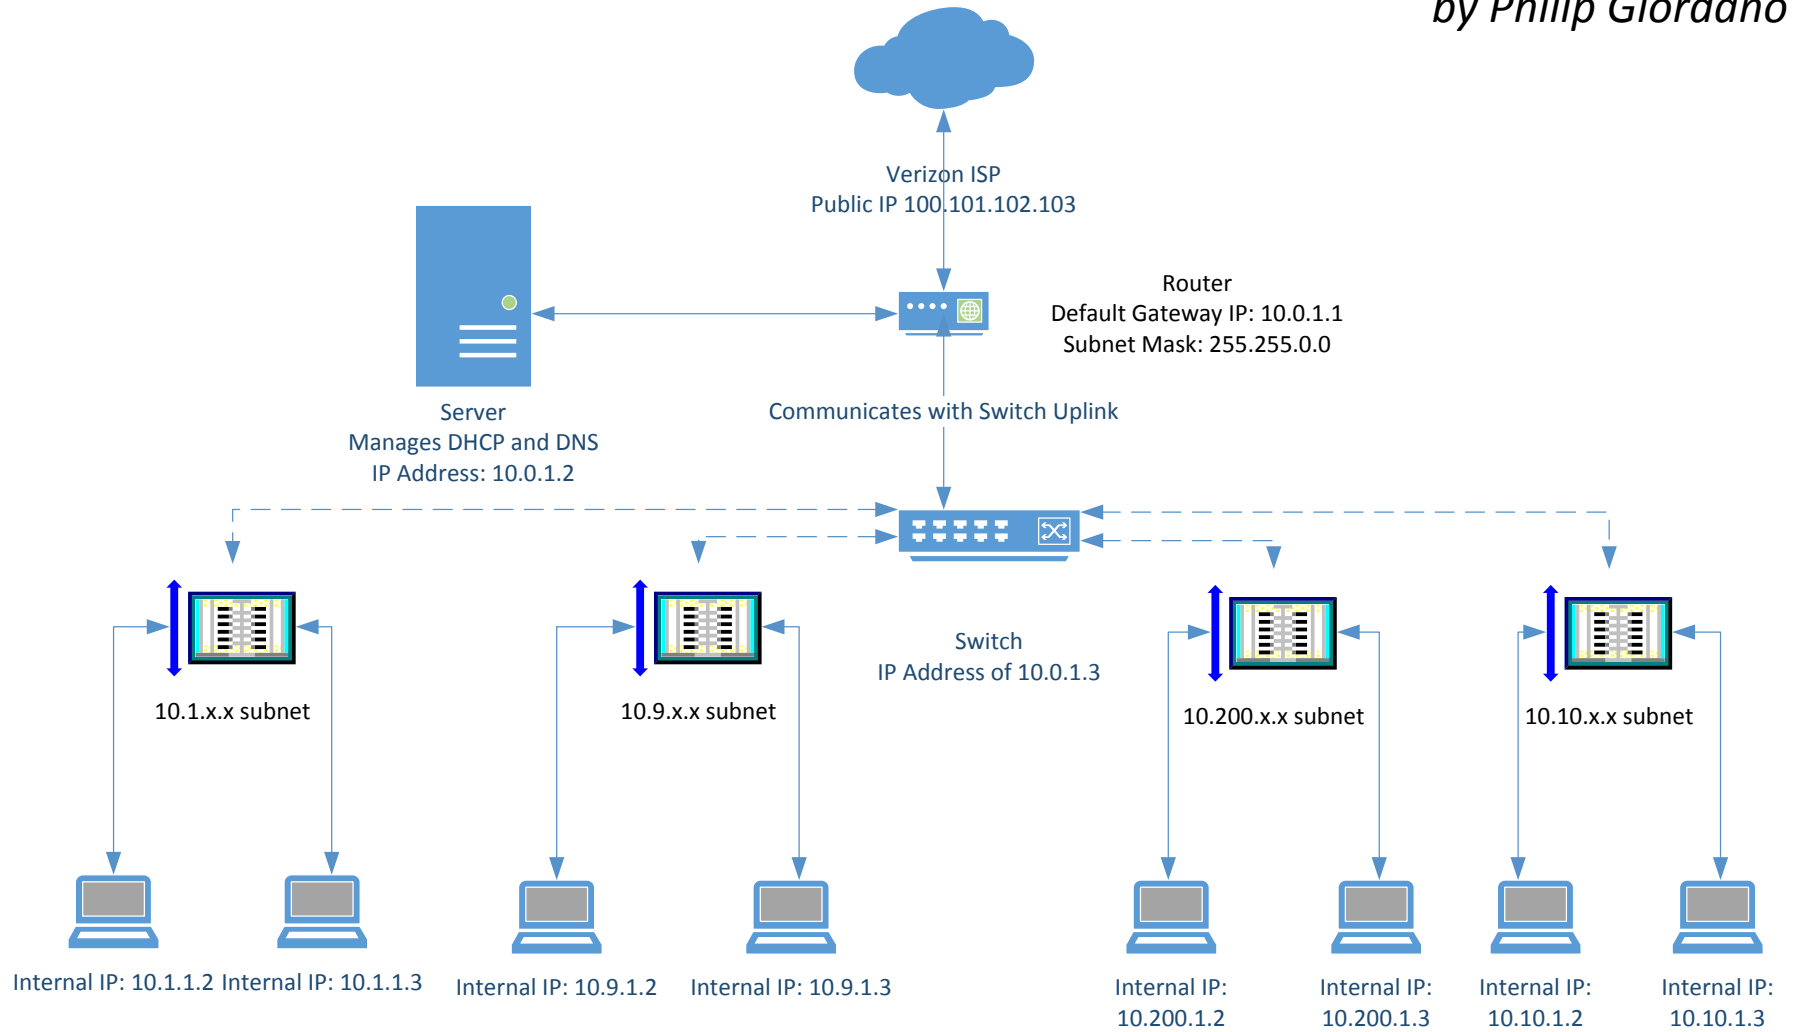 by Philip Giordano
Verizon ISP
Public IP 100.101.102.103
Router
Default Gateway IP: 10.0.1.1
Subnet Mask: 255.255.0.0
Server
Manages DHCP and DNS
IP Address: 10.0.1.2
Communicates with Switch Uplink
Switch
IP Address of 10.0.1.3
10.1.x.x subnet
10.9.x.x subnet
10.200.x.x subnet
10.10.x.x subnet
Internal IP: 10.1.1.2
Internal IP: 10.1.1.3
Internal IP: 10.9.1.2
Internal IP: 10.9.1.3
Internal IP:
10.200.1.2
Internal IP:
10.200.1.3
Internal IP:
10.10.1.2
Internal IP:
10.10.1.3